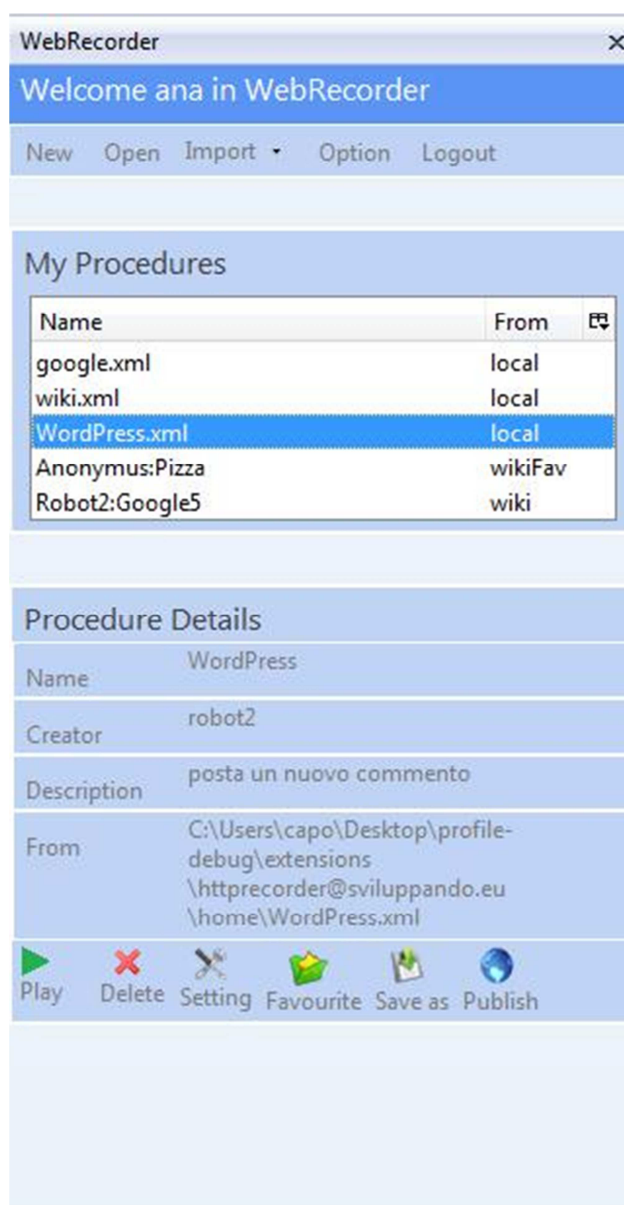 WebRecorder
Welcome ana in WebRecorder
New Open Import Option Logout
My Procedures
Name From
google.xml local
wiki.xml local
WordPress.xml local
Anonymus:Pizza wikiFav
Robot2:Google5 wiki
Procedure Details
Name WordPress
Creator robot2
Description posta un nuovo commento
From C:\Users\capo\Desktop\profile-
debug\extensions
\httprecorder@sviluppando.eu
\home\WordPress.xml
Play Delete Setting Favourite Save as Publish